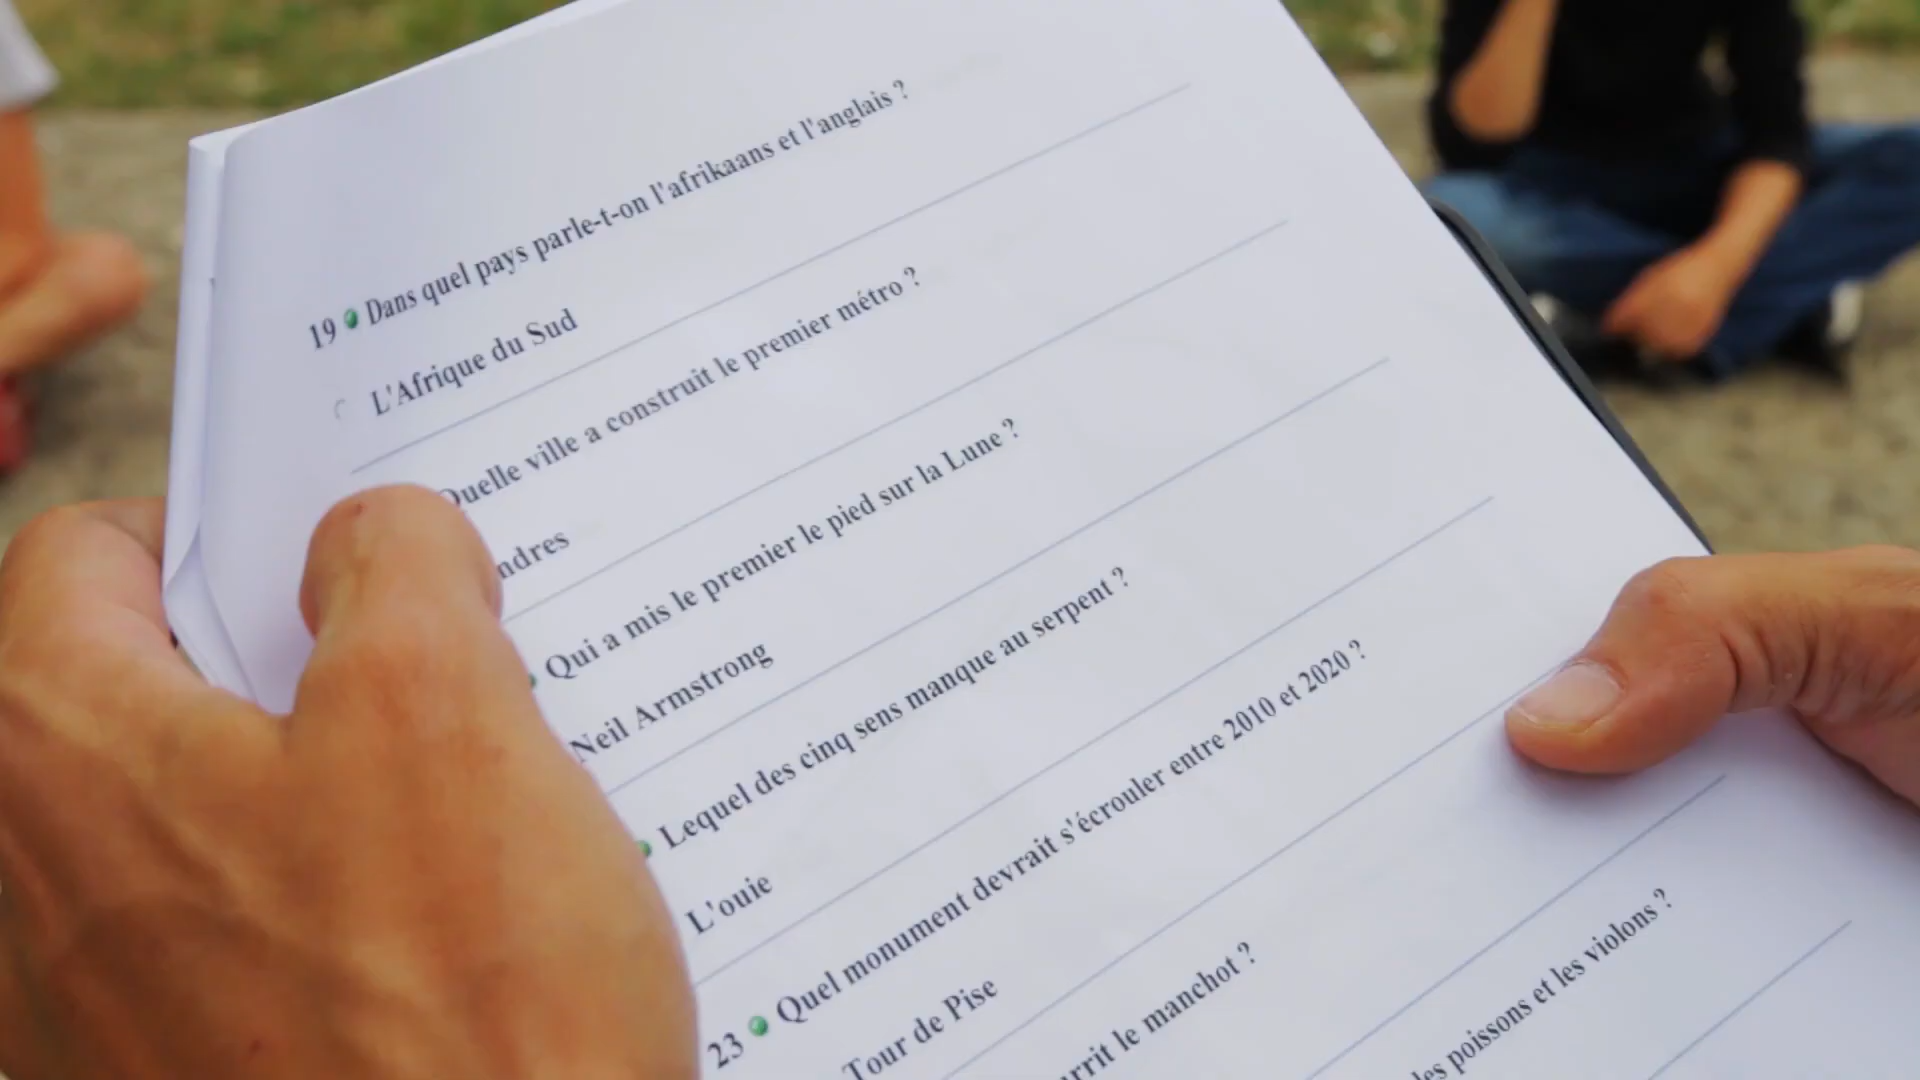 19 Dans quel pays parle-t-on l'afrikaans et l'anglais ?
L'Afrique du Sud
Quelle ville a construit le premier métro ?
ndres
Qui a mis le premier le pied sur la Lune ?
Neil Armstrong
Lequel des cinq sens manque au serpent ?
L'ouie
23 Quel monument devrait s'écrouler entre 2010 et 2020 ?
Tour de Pise
rrit le manchot ?
les poissons et les violons ?